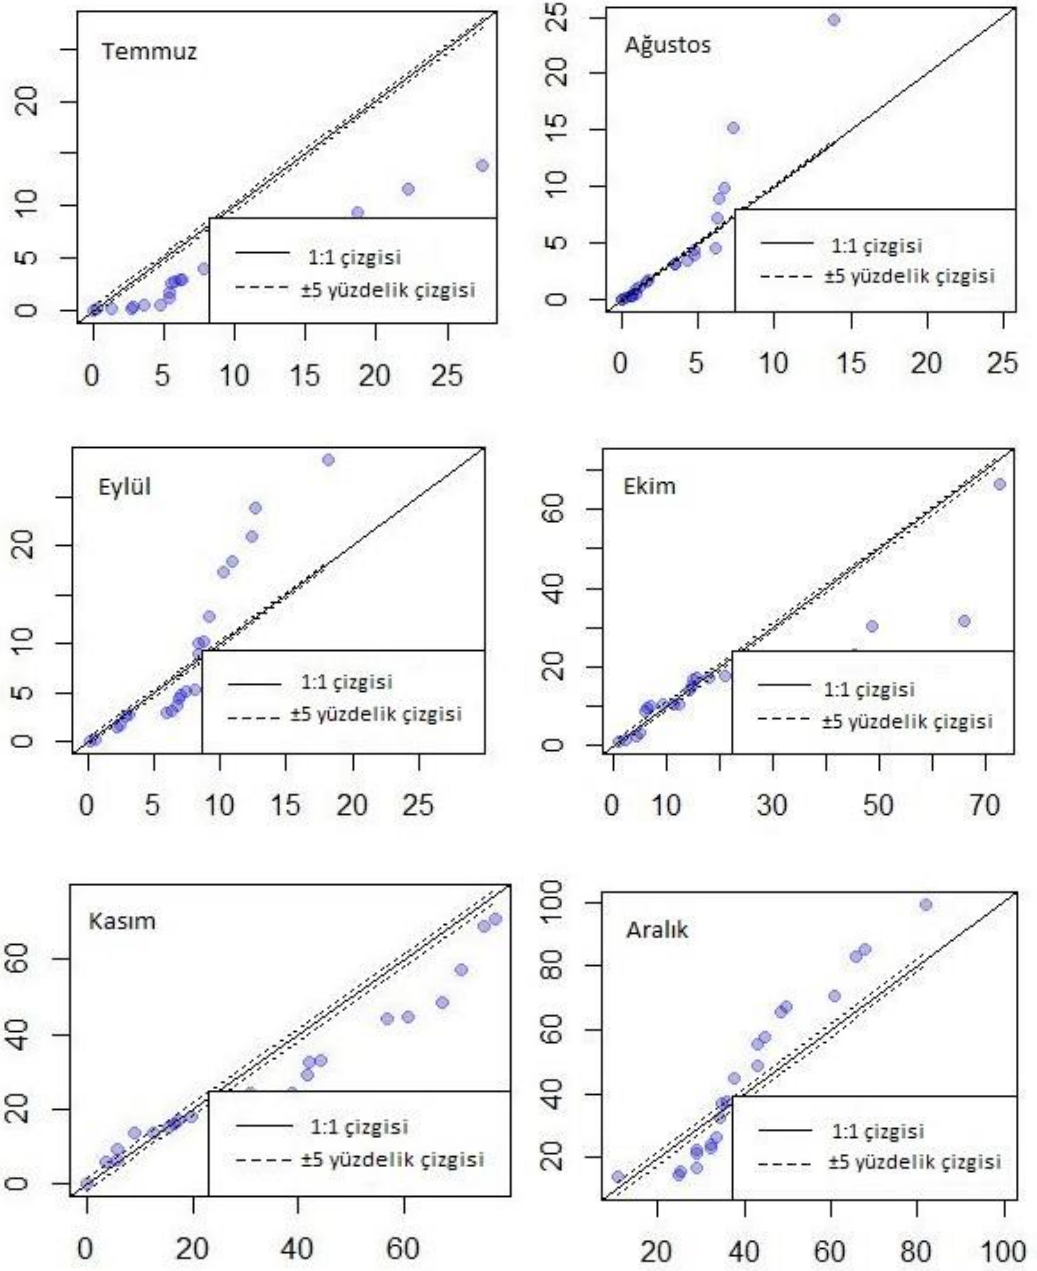 Temmuz
20
10
5
0
1:1 çizgisi
±5 yüzdelik çizgisi
0 5 10 15 20 25
Ağustos
25
20
15
10
5
0
1:1 çizgisi
±5 yüzdelik çizgisi
0 5 10 15 20 25
Eylül
20
10
5
0
1:1 çizgisi
±5 yüzdelik çizgisi
0 5 10 15 20 25
Ekim
60
40
20
0
1:1 çizgisi
±5 yüzdelik çizgisi
0 10 30 50 70
Kasım
60
40
20
0
1:1 çizgisi
±5 yüzdelik çizgisi
0 20 40 60
Aralık
100
80
60
40
20
1:1 çizgisi
±5 yüzdelik çizgisi
20 40 60 80 100